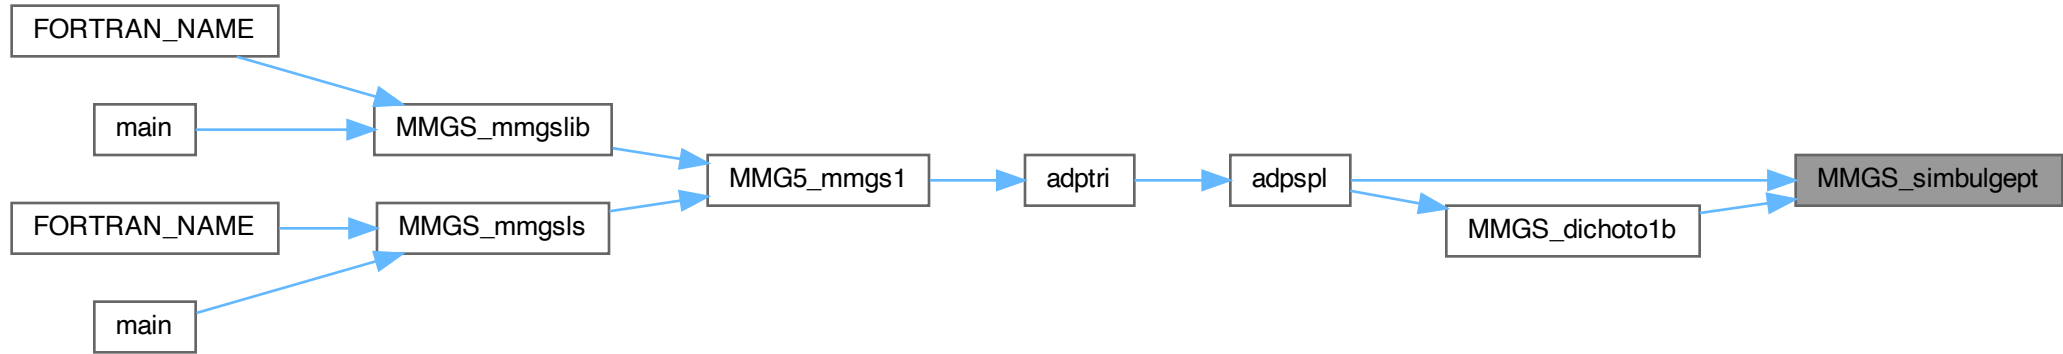 FORTRAN_NAME
main
MMGS_mmgslib
FORTRAN_NAME
main
MMGS_mmgsls
MMG5_mmgs1
adptri
adpspl
MMGS_dichoto1b
MMGS_simbulgept